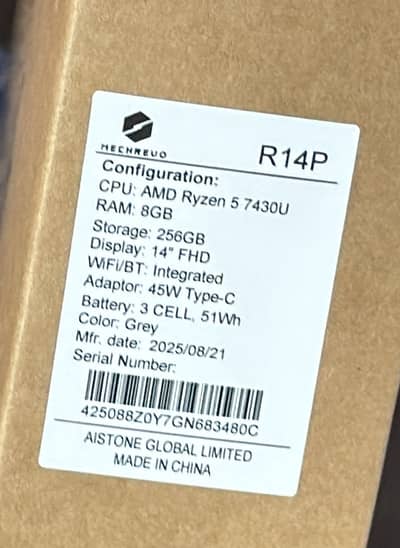 MECHREVO
R14P
Configuration:
CPU: AMD Ryzen 5 7430U
RAM: 8GB
Storage: 256GB
Display: 14" FHD
WiFi/BT: Integrated
Adaptor: 45W Type-C
Battery: 3 CELL, 51Wh
Color: Grey
Mfr. date: 2025/08/21
Serial Number:
425088Z0Y7GN683480C
AISTONE GLOBAL LIMITED
MADE IN CHINA